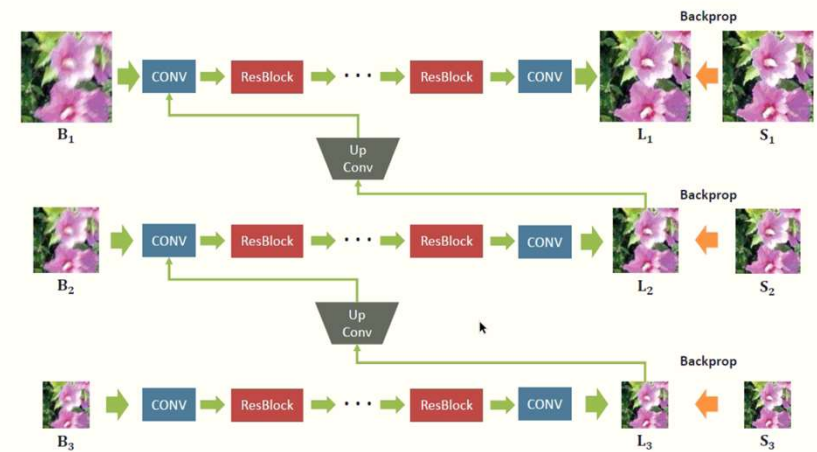 Backprop
CONV
ResBlock
· · ·
ResBlock
CONV
B₁
L₁
S₁
Up
Conv
Backprop
CONV
ResBlock
· · ·
ResBlock
CONV
B₂
L₂
S₂
Up
Conv
Backprop
CONV
ResBlock
· · ·
ResBlock
CONV
B₃
L₃
S₃